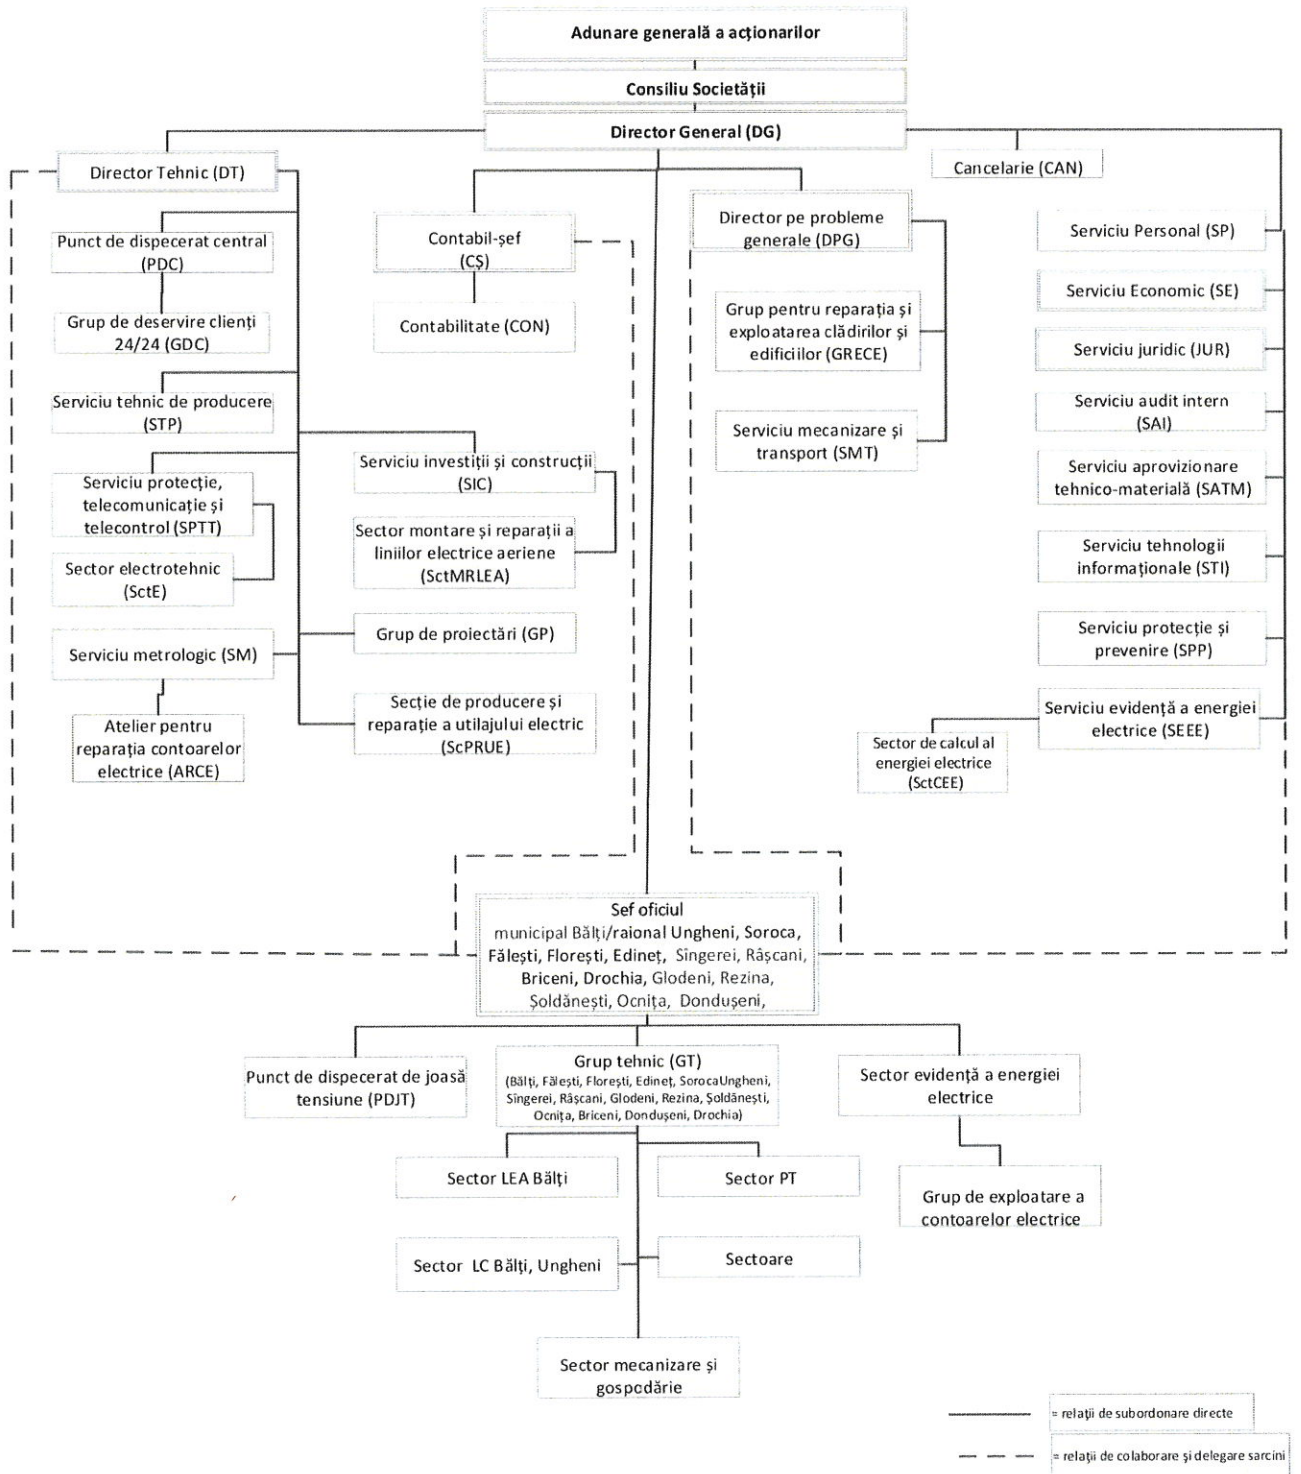 Adunare generală a acționarilor
Consiliu Societății
Director General (DG)
Director Tehnic (DT)
Cancelarie (CAN)
Punct de dispecerat central
(PDC)
Grup de deservire clienți
24/24 (GDC)
Serviciu tehnic de producere
(STP)
Serviciu protecție,
telecomunicație și
telecontrol (SPTT)
Sector electrotehnic
(SctE)
Serviciu metrologic (SM)
Atelier pentru
reparația contoarelor
electrice (ARCE)
Serviciu investiții și construcții
(SIC)
Sector montare și reparații a
liniilor electrice aeriene
(SctMRLEA)
Grup de proiectări (GP)
Secție de producere și
reparație a utilajului electric
(ScPRUE)
Contabil-șef
(CȘ)
Contabilitate (CON)
Director pe probleme
generale (DPG)
Grup pentru reparația și
exploatarea clădirilor și
edificiilor (GRECE)
Serviciu mecanizare și
transport (SMT)
Serviciu Personal (SP)
Serviciu Economic (SE)
Serviciu juridic (JUR)
Serviciu audit intern
(SAI)
Serviciu aprovizionare
tehnico-materială (SATM)
Serviciu tehnologii
informaționale (STI)
Serviciu protecție și
prevenire (SPP)
Serviciu evidență a energiei
electrice (SEEE)
Sector de calcul al
energiei electrice
(SctCEE)
Sef oficiul
municipal Bălți/raional Ungheni, Soroca,
Fălești, Florești, Edineț, Sîngerei, Râșcani,
Briceni, Drochia, Glodeni, Rezina,
Șoldănești, Ocnița, Dondușeni,
Punct de dispecerat de joasă
tensiune (PDJT)
Grup tehnic (GT)
(Bălți, Fălești, Florești, Edineț, SorocaUngheni,
Sîngerei, Râșcani, Glodeni, Rezina, Șoldănești,
Ocnița, Briceni, Dondușeni, Drochia)
Sector evidență a energiei
electrice
Sector LEA Bălți
Sector PT
Grup de exploatare a
contoarelor electrice
Sector LC Bălți, Ungheni
Sectoare
Sector mecanizare și
gospodărie
= relații de subordonare directe
= relații de colaborare și delegare sarcini